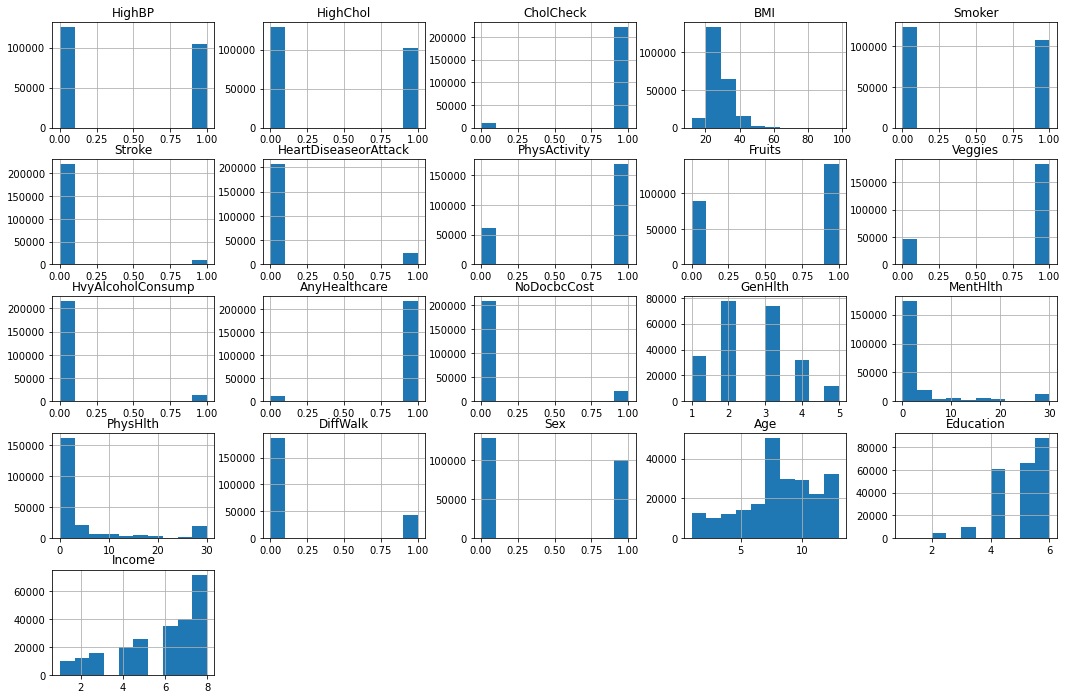 HighBP HighChol CholCheck BMI Smoker
100000 50000 0 100000 50000 0 200000 150000 100000 50000 0 100000 50000 0 100000 50000 0
0.00 0.25 0.50 0.75 1.00 0.00 0.25 0.50 0.75 1.00 0.00 0.25 0.50 0.75 1.00 20 40 60 80 100 0.00 0.25 0.50 0.75 1.00
Stroke HeartDiseaseorAttack PhysActivity Fruits Veggies
200000 150000 100000 50000 0 200000 150000 100000 50000 0 150000 100000 50000 0 100000 50000 0 150000 100000 50000 0
0.00 0.25 0.50 0.75 1.00 0.00 0.25 0.50 0.75 1.00 0.00 0.25 0.50 0.75 1.00 0.00 0.25 0.50 0.75 1.00 0.00 0.25 0.50 0.75 1.00
HvyAlcoholConsump AnyHealthcare NoDocbcCost GenHlth MentHlth
200000 150000 100000 50000 0 200000 150000 100000 50000 0 200000 150000 100000 50000 0 80000 60000 40000 20000 0 150000 100000 50000 0
0.00 0.25 0.50 0.75 1.00 0.00 0.25 0.50 0.75 1.00 0.00 0.25 0.50 0.75 1.00 1 2 3 4 5 0 10 20 30
PhysHlth DiffWalk Sex Age Education
150000 100000 50000 0 150000 100000 50000 0 100000 50000 0 40000 20000 0 80000 60000 40000 20000 0
0 10 20 30 0.00 0.25 0.50 0.75 1.00 0.00 0.25 0.50 0.75 1.00 5 10 2 4 6
Income
60000 40000 20000 0
2 4 6 8